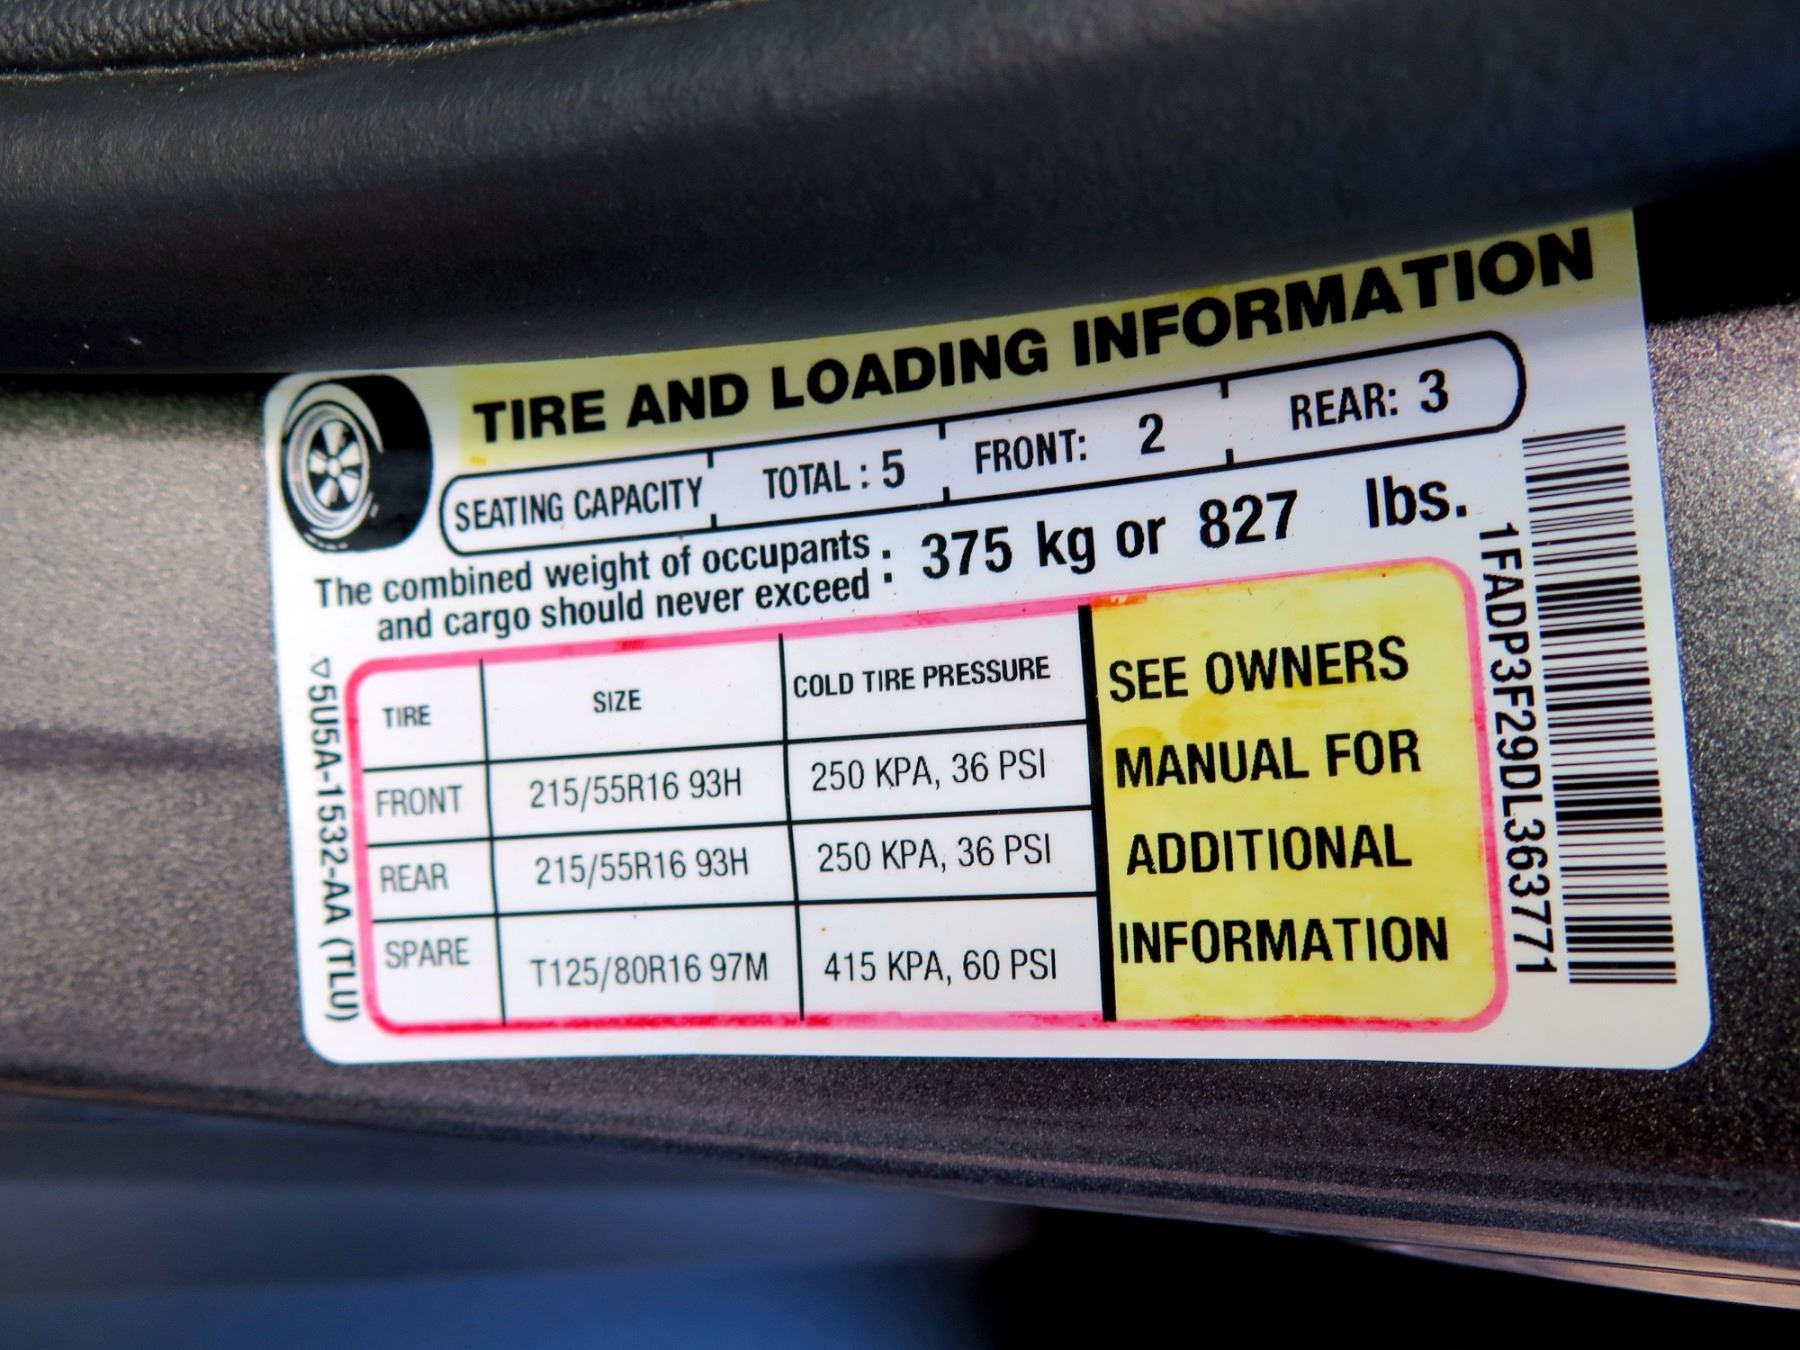 TIRE AND LOADING INFORMATION
SEATING CAPACITY TOTAL : 5 FRONT: 2 REAR: 3
The combined weight of occupants
and cargo should never exceed : 375 kg or 827 lbs.
TIRE SIZE COLD TIRE PRESSURE
FRONT 215/55R16 93H 250 KPA, 36 PSI
REAR 215/55R16 93H 250 KPA, 36 PSI
SPARE T125/80R16 97M 415 KPA, 60 PSI
SEE OWNERS
MANUAL FOR
ADDITIONAL
INFORMATION
▽5U5A-1532-AA (TLU)
1FADP3F29DL363771